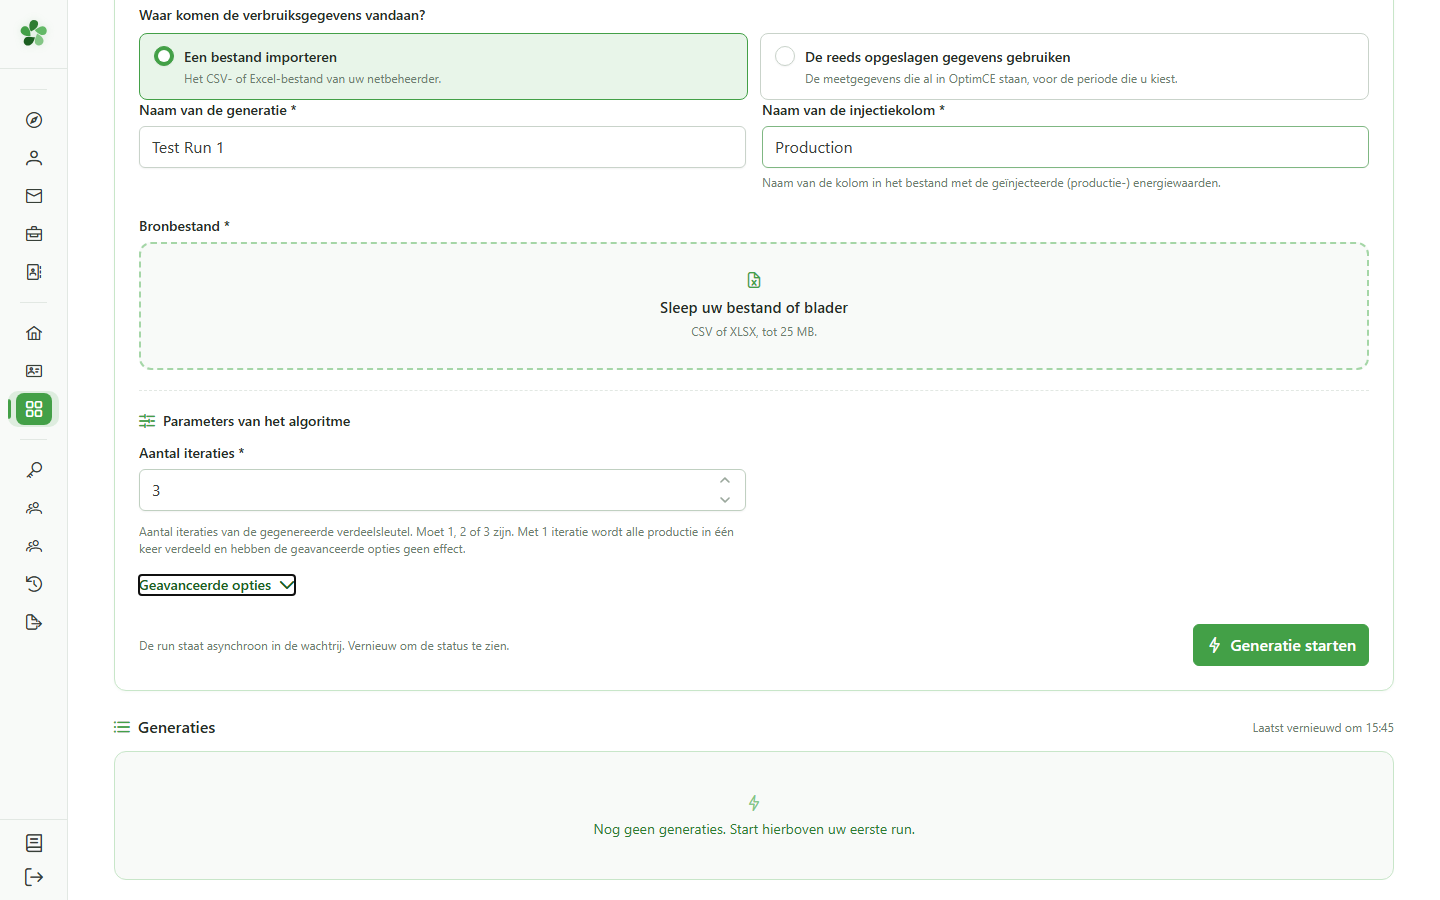 Waar komen de verbruiksgegevens vandaan?
Een bestand importeren
Het CSV- of Excel-bestand van uw netbeheerder.
De reeds opgeslagen gegevens gebruiken
De meetgegevens die al in OptimCE staan, voor de periode die u kiest.
Naam van de generatie *
Naam van de injectiekolom *
Test Run 1
Production
Naam van de kolom in het bestand met de geïnjecteerde (productie-) energiewaarden.
Bronbestand *
Sleep uw bestand of blader
CSV of XLSX, tot 25 MB.
Parameters van het algoritme
Aantal iteraties *
3
Aantal iteraties van de gegenereerde verdeelsleutel. Moet 1, 2 of 3 zijn. Met 1 iteratie wordt alle productie in één
keer verdeeld en hebben de geavanceerde opties geen effect.
Geavanceerde opties
De run staat asynchroon in de wachtrij. Vernieuw om de status te zien.
Generatie starten
Generaties
Laatst vernieuwd om 15:45
Nog geen generaties. Start hierboven uw eerste run.